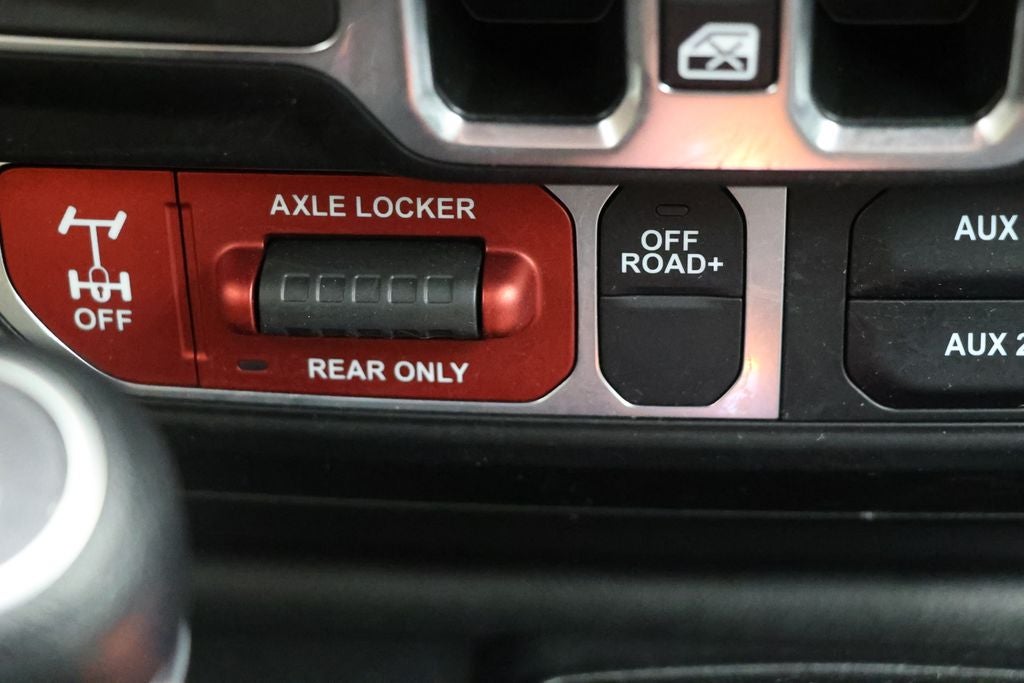 AXLE LOCKER
OFF
REAR ONLY
OFF
ROAD+
AUX
AUX 2